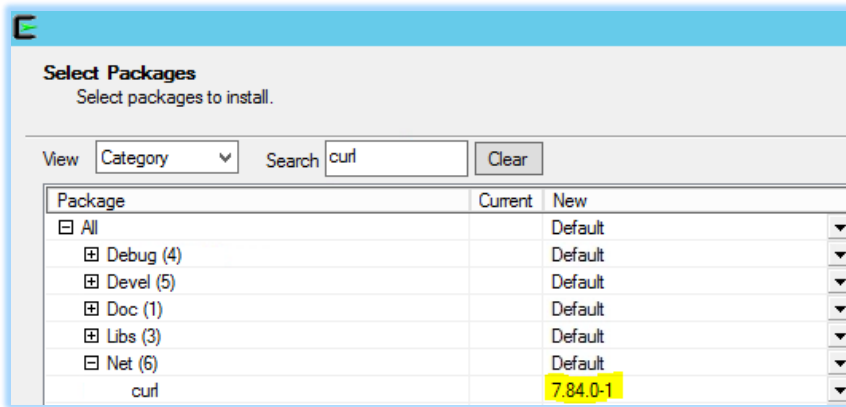 Select Packages
Select packages to install.
View Category Search curl Clear
Package Current New
All Default
Debug (4) Default
Devel (5) Default
Doc (1) Default
Libs (3) Default
Net (6) Default
curl 7.84.0-1